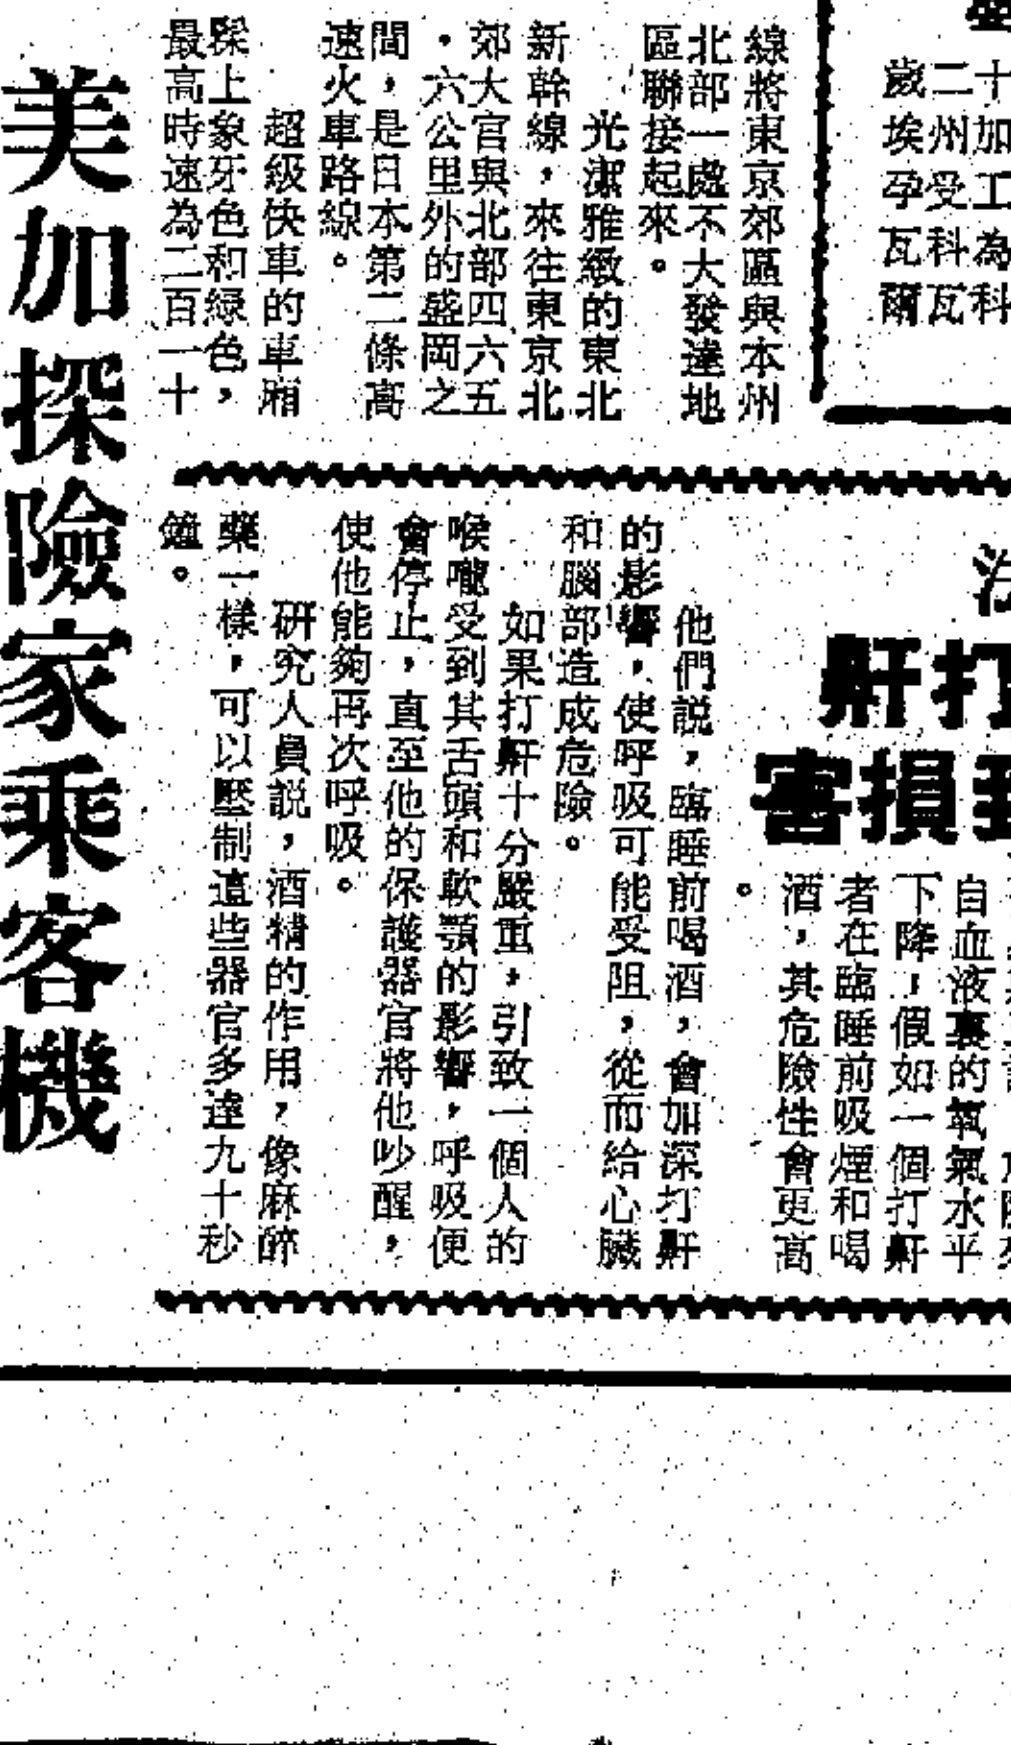 十加工為科
二州受科瓦
歲埃孕瓦爾
線將東京郊區與本州
北部一處不大發達地
區聯接起來。
光潔雅緻的東北
新幹線，來往東京北
郊大宮與北部四六五
・六公里外的盛岡之
間，是日本第二條高
速火車路線。
超級快車的車廂
髹上象牙色和綠色，
最高時速為二百一十
打鼾
損害
自血液裏的氧氣水平
下降，假如一個打鼾
者在臨睡前吸煙和喝
酒，其危險性會更高
。
他們説，臨睡前喝酒，會加深打鼾
的影響，使呼吸可能受阻，從而給心臟
和腦部造成危險。
如果打鼾十分嚴重，引致一個人的
喉嚨受到其舌頭和軟顎的影響，呼吸便
會停止，直至他的保護器官將他吵醒，
使他能夠再次呼吸。
研究人員説，酒精的作用，像麻醉
藥一樣，可以壓制這些器官多達九十秒
鐘。
美加探險家乘客機